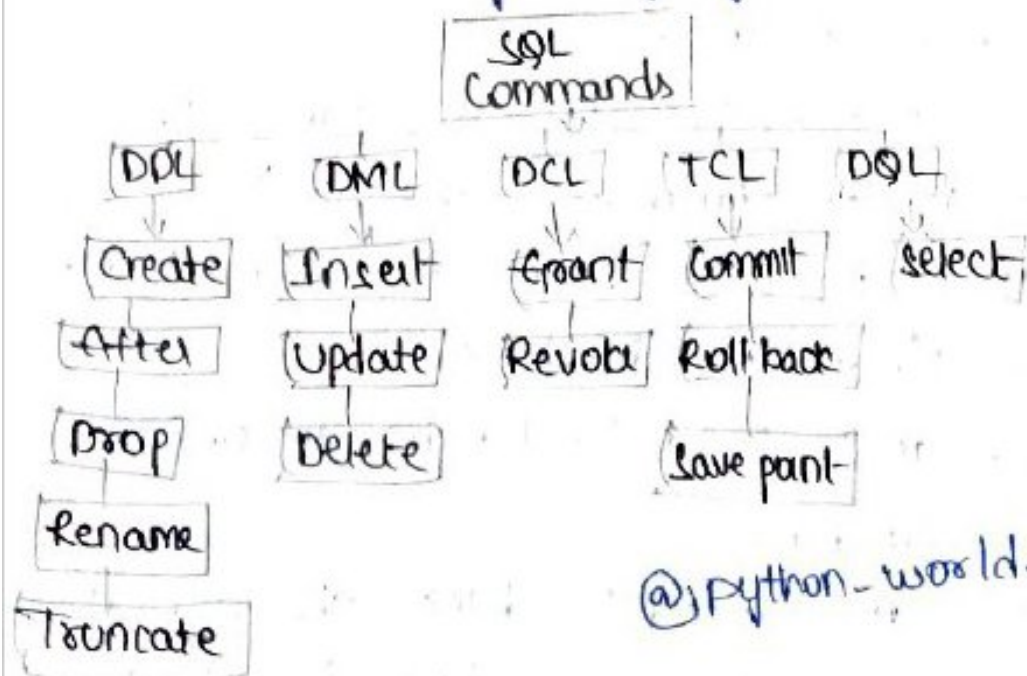 SQL
Commands
DDL DML DCL TCL DQL
Create Insert Grant Commit Select
Alter Update Revoke Roll back
Drop Delete Save point
Rename
Truncate
@ipython_world.